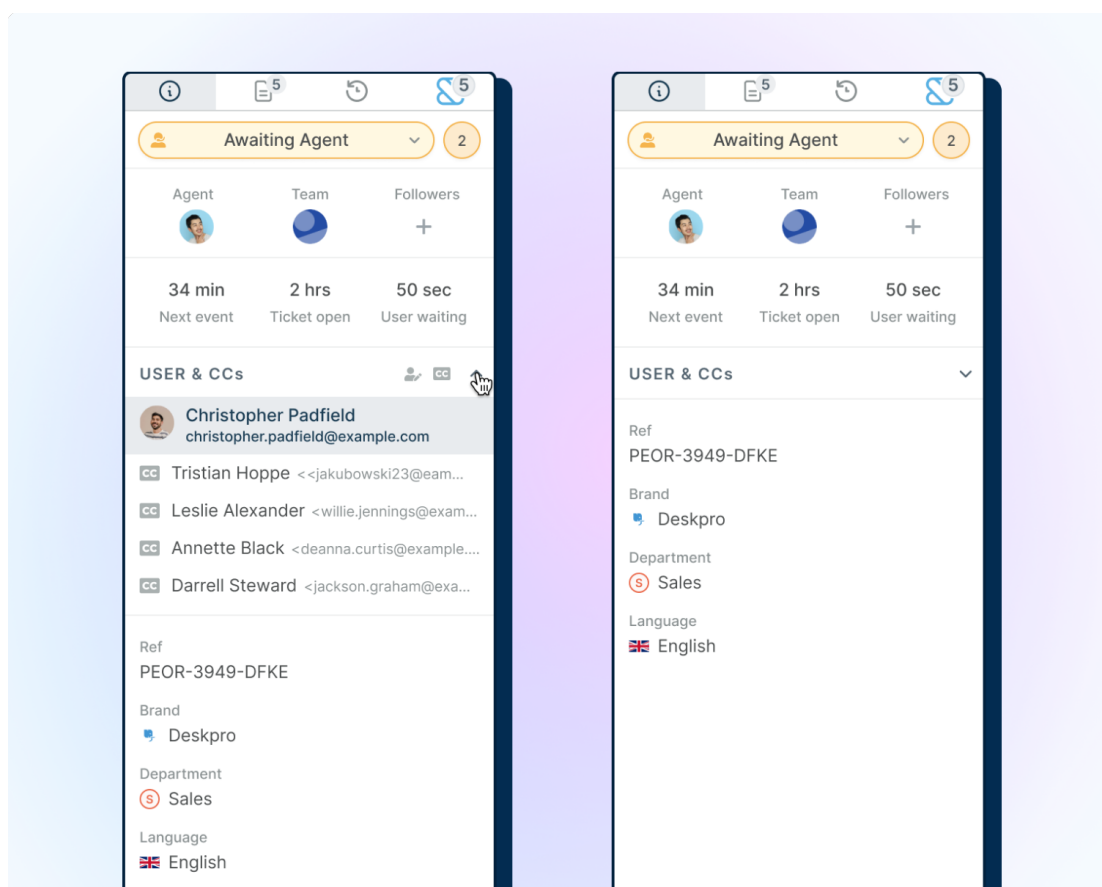 5
5
Awaiting Agent
2
Agent
Team
Followers
34 min
2 hrs
50 sec
Next event
Ticket open
User waiting
USER & CCs
CC
Christopher Padfield
christopher.padfield@example.com
CC Tristian Hoppe <<jakubowski23@eam...
CC Leslie Alexander <willie.jennings@exam...
CC Annette Black <deanna.curtis@example....
CC Darrell Steward <jackson.graham@exa...
Ref
PEOR-3949-DFKE
Brand
Deskpro
Department
S Sales
Language
English
5
5
Awaiting Agent
2
Agent
Team
Followers
34 min
2 hrs
50 sec
Next event
Ticket open
User waiting
USER & CCs
Ref
PEOR-3949-DFKE
Brand
Deskpro
Department
S Sales
Language
English